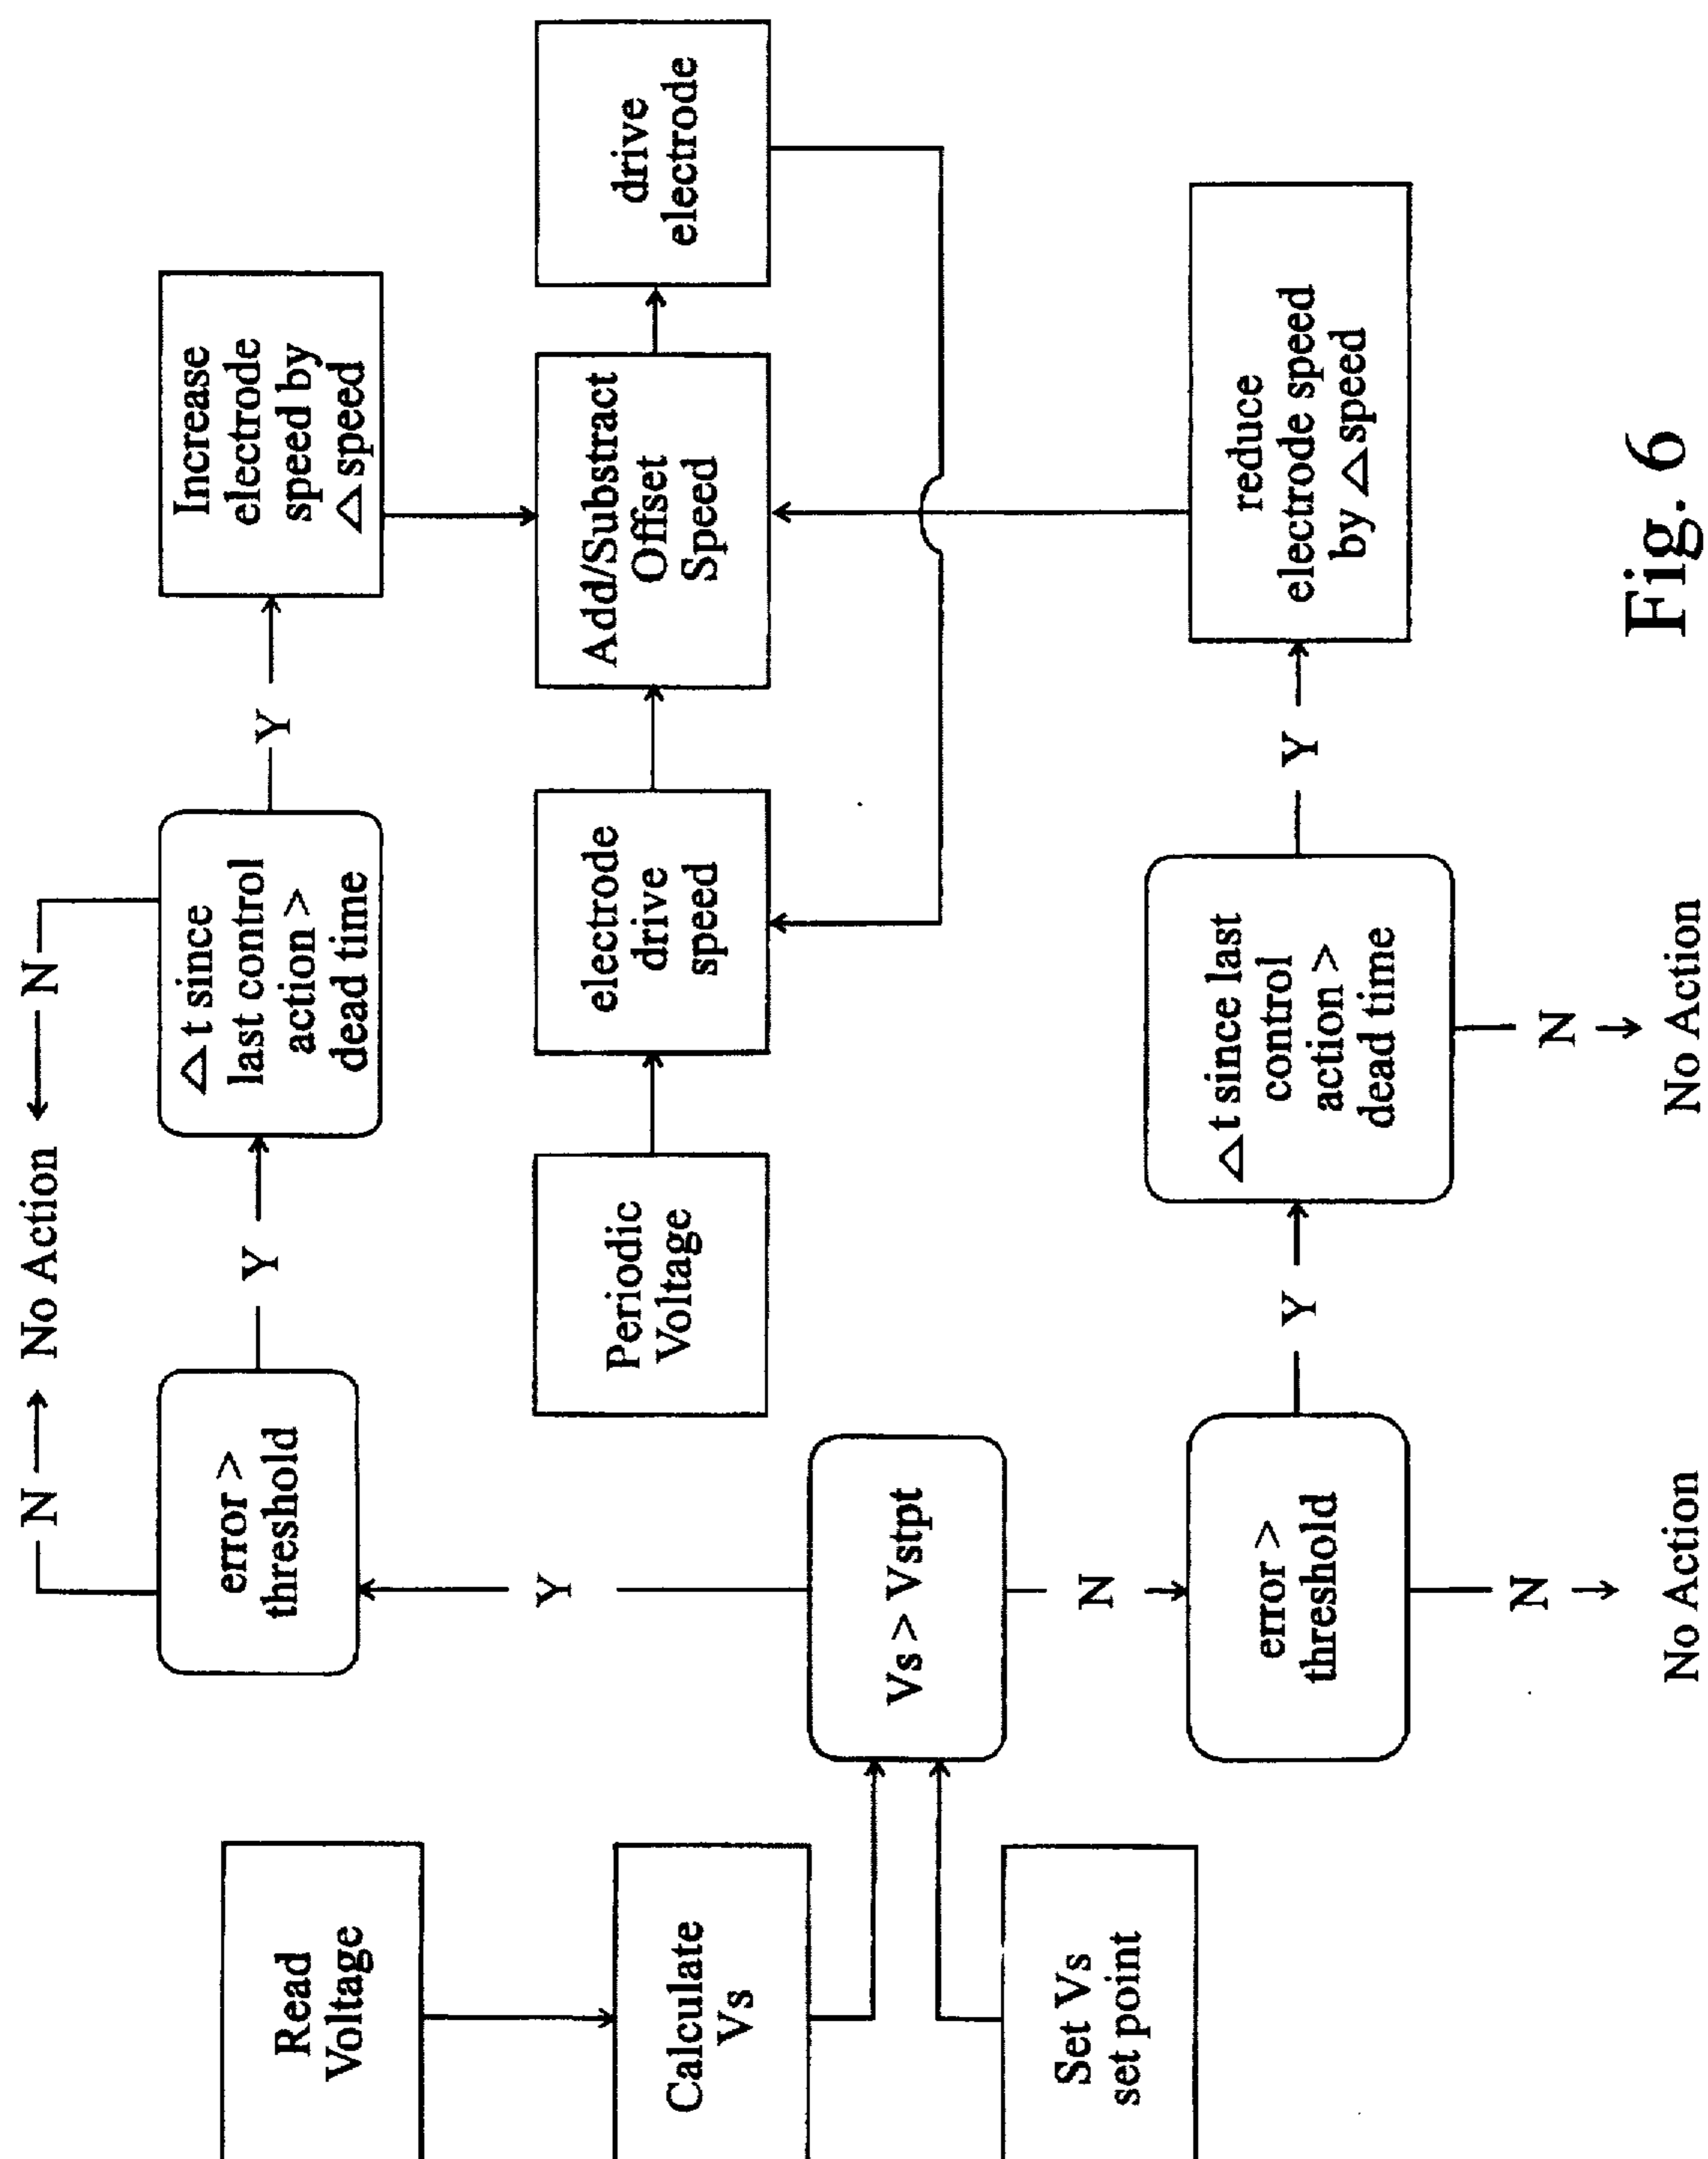 Read
Voltage
Calculate
Vs
Set Vs
set point
Vs > Vstpt
Y
N
error >
threshold
N
No Action
N
Y
△ t since
last control
action >
dead time
Y
Increase
electrode
speed by
△ speed
Periodic
Voltage
electrode
drive
speed
Add/Substract
Offset
Speed
drive
electrode
error >
threshold
N
No Action
Y
△ t since last
control
action >
dead time
N
No Action
Y
reduce
electrode speed
by △ speed
Fig. 6